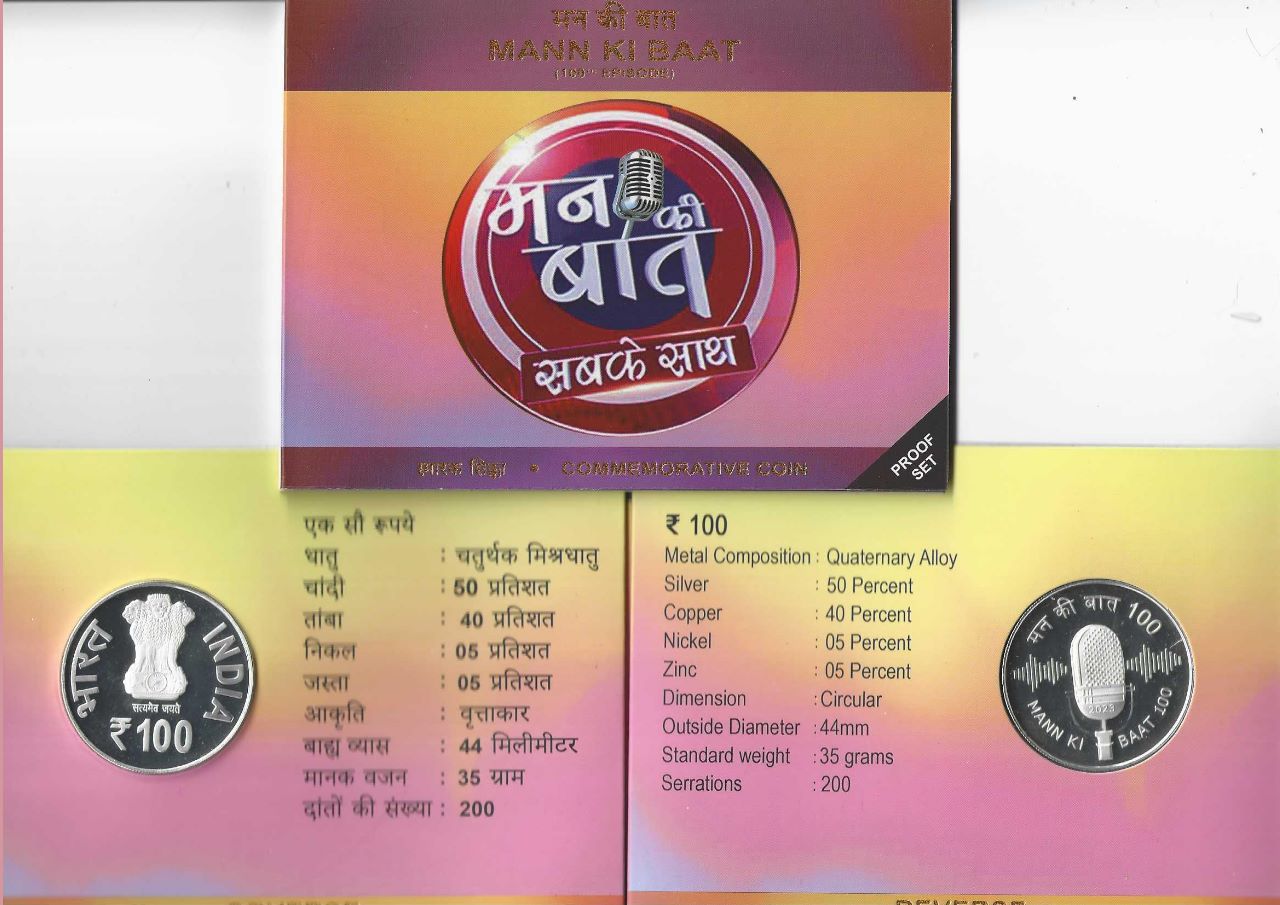 मन की बात
MANN KI BAAT
(100TH EPISODE)
मन की
बात
सबके साथ
स्मारक सिक्का • COMMEMORATIVE COIN
PROOF
SET
एक सौ रूपये
धातु : चतुर्थक मिश्रधातु
चांदी : 50 प्रतिशत
तांबा : 40 प्रतिशत
निकल : 05 प्रतिशत
जस्ता : 05 प्रतिशत
आकृति : वृत्ताकार
बाह्य व्यास : 44 मिलीमीटर
मानक वजन : 35 ग्राम
दांतों की संख्या : 200
भारत
INDIA
सत्यमेव जयते
₹ 100
₹ 100
Metal Composition : Quaternary Alloy
Silver : 50 Percent
Copper : 40 Percent
Nickel : 05 Percent
Zinc : 05 Percent
Dimension : Circular
Outside Diameter : 44mm
Standard weight : 35 grams
Serrations : 200
मन की बात 100
2023
MANN KI BAAT 100
REVERSE